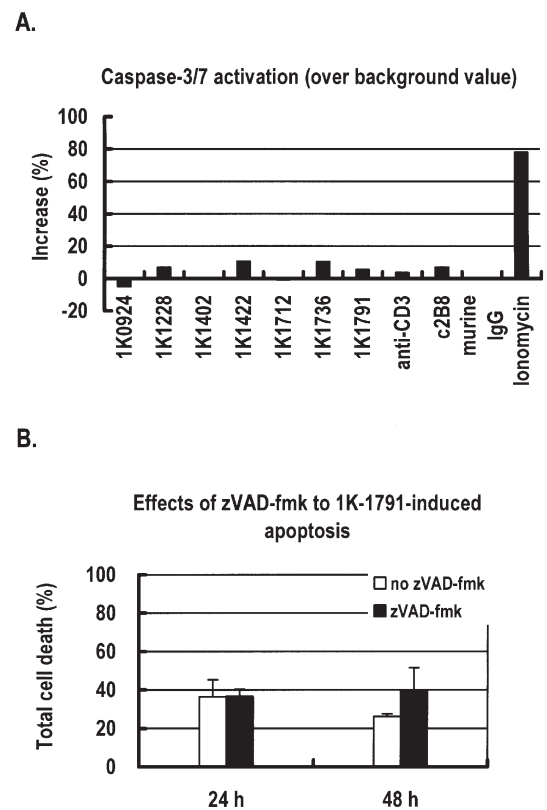 A.
Caspase-3/7 activation (over background value)
Increase (%)
100
80
60
40
20
0
-20
1K0924
1K1228
1K1402
1K1422
1K1712
1K1736
1K1791
anti-CD3
c2B8
murine
IgG
Ionomycin
B.
Effects of zVAD-fmk to 1K-1791-induced
apoptosis
Total cell death (%)
100
80
60
40
20
0
no zVAD-fmk
zVAD-fmk
24 h
48 h